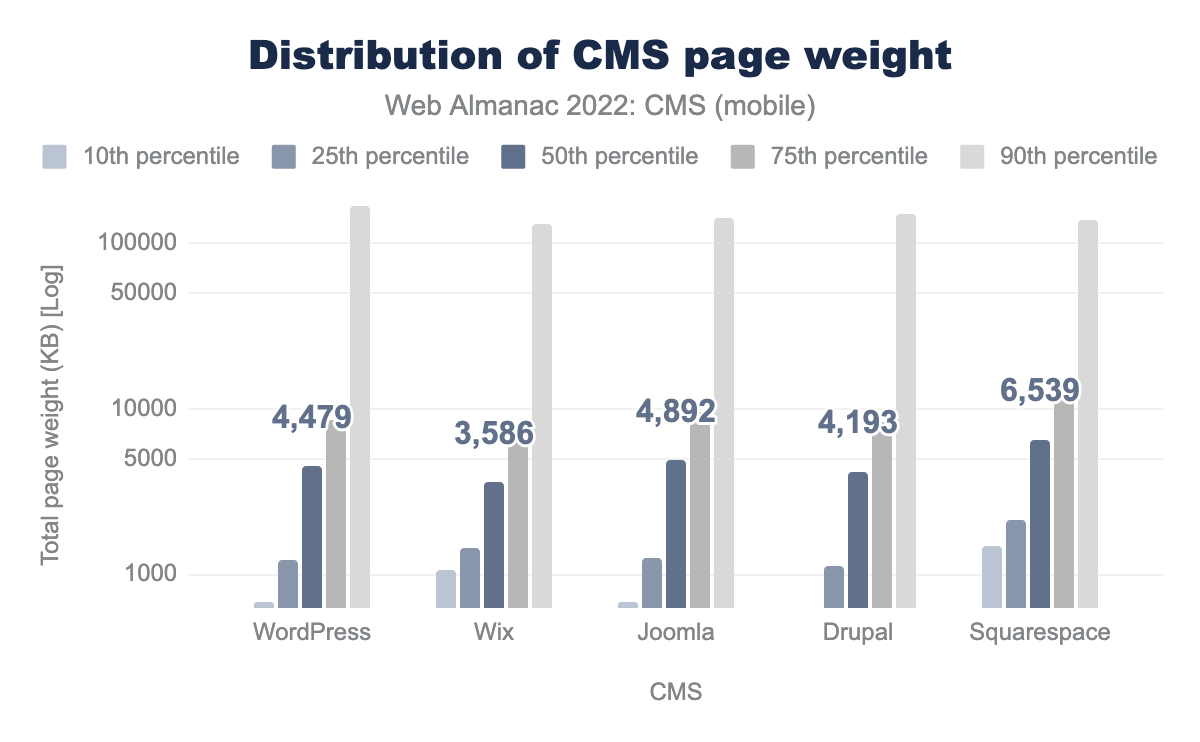 Distribution of CMS page weight
Web Almanac 2022: CMS (mobile)
10th percentile 25th percentile 50th percentile 75th percentile 90th percentile
Total page weight (KB) [Log]
100000
50000
10000
5000
1000
4,479
3,586
4,892
4,193
6,539
WordPress Wix Joomla Drupal Squarespace
CMS